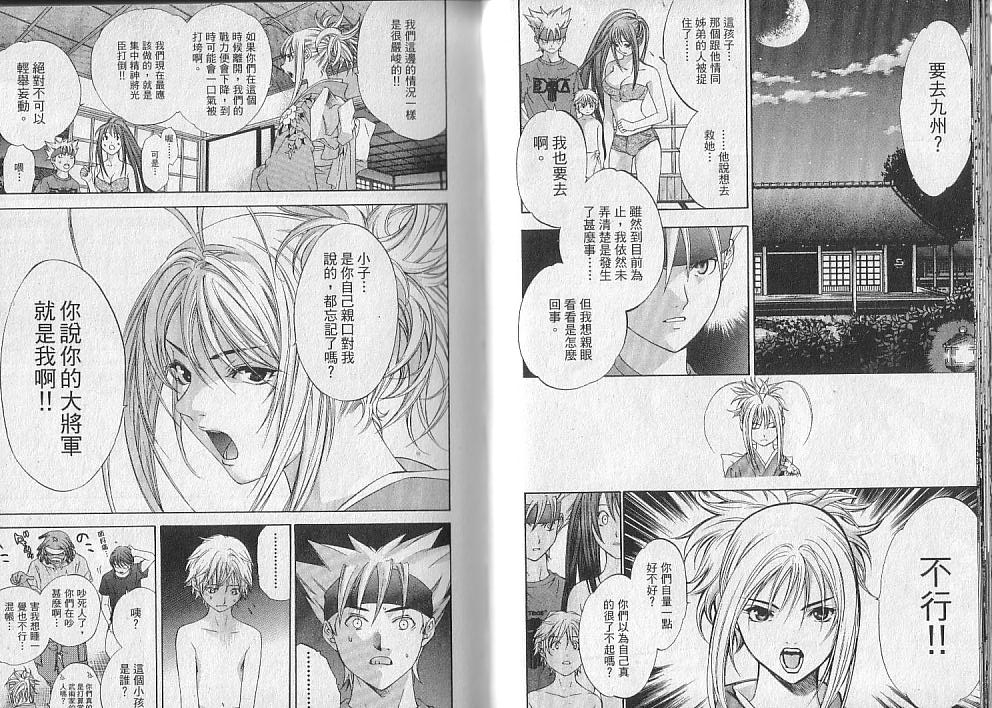 要去九州？
這孩子…
那個跟他情同
姊弟的人被捉
住了……
……他說想去
救她…
我也要去
啊。
雖然到目前為
止，我依然未
弄清楚是發生
了甚麼事……
但我想親眼
看看是怎麼
回事。
不行!!
你們自量一點
好不好？
你們以為自己真
的很了不起嗎？
我們這邊的情況一樣
是很嚴峻的!!
如果你們在這個
時候離開，我們的
戰力便會下降，到
時可能會一口氣被
打垮啊。
我們現在最應
該做的，就是
集中精神將光
臣打倒!!
喔…
可是…
絕對不可以
輕舉妄動。
喂…
小子…
是你自己親口對我
說的，都忘記了嗎？
你說你的大將軍
就是我啊!!
…………
咦？
這個小孩
是誰？
吵死人了，
你們在吵
甚麼啊…
害我想睡一
覺也不行…
混帳…